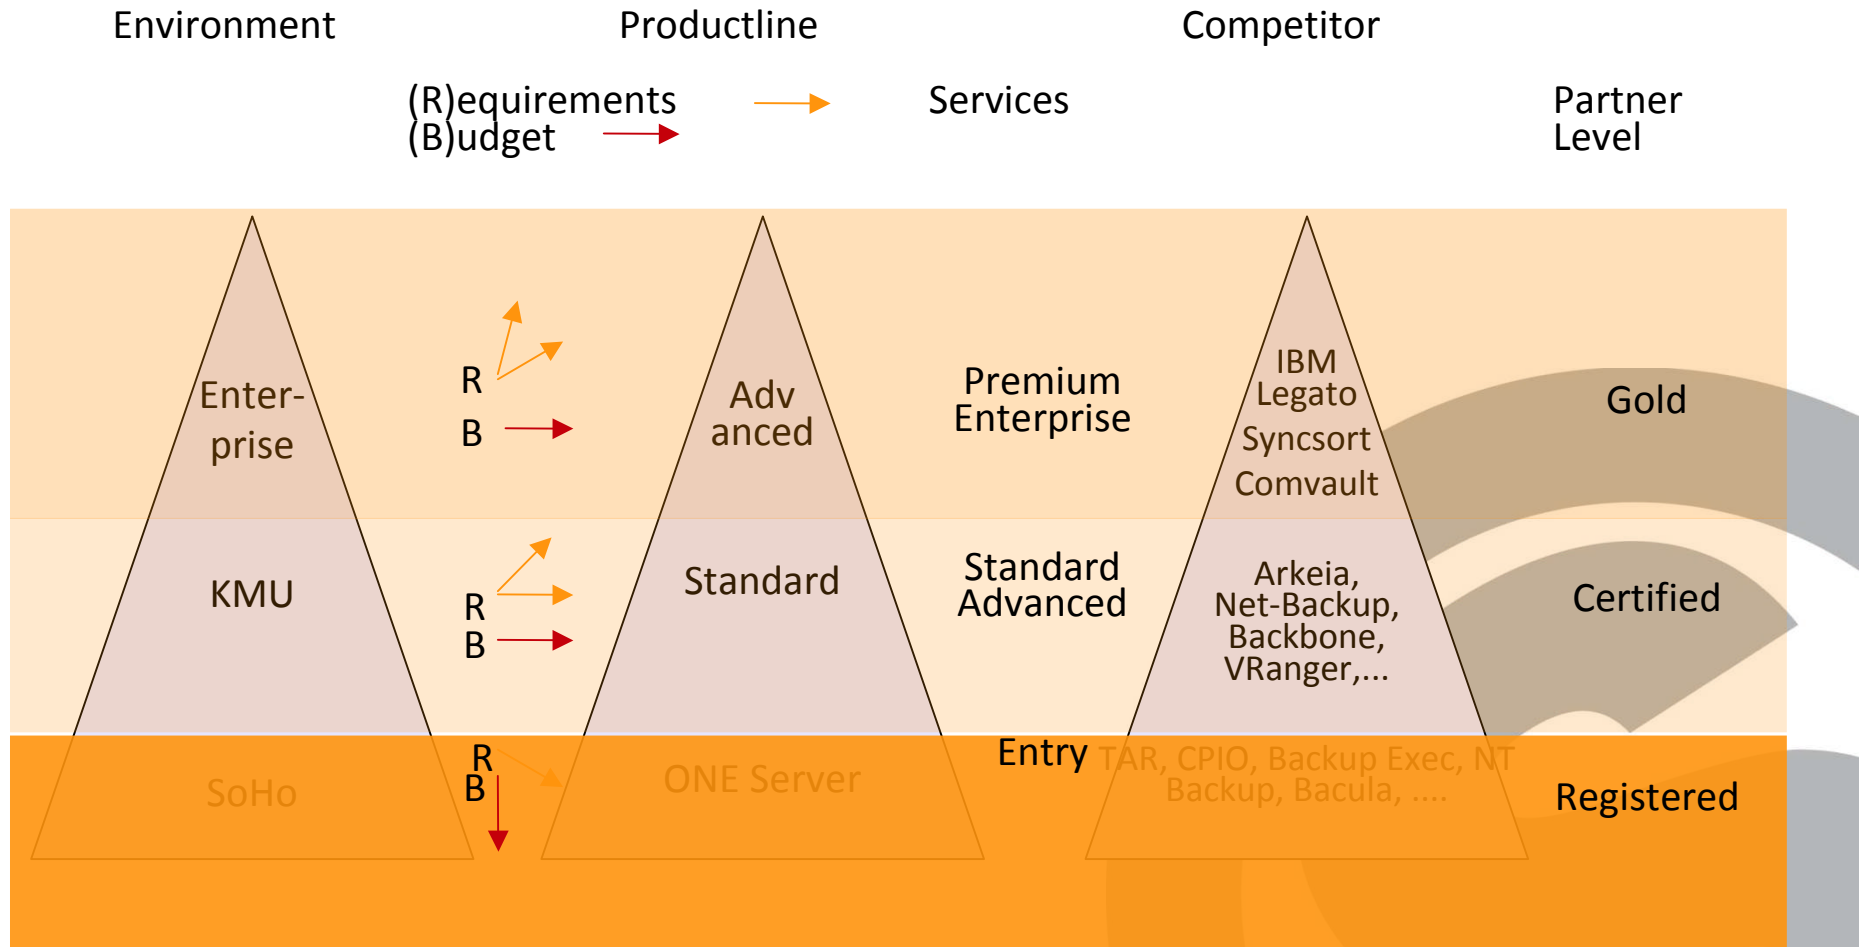 Environment
Productline
Competitor
(R)equirements
(B)udget
Services
Partner
Level
Enter-
prise
R
B
Adv
anced
Premium
Enterprise
IBM
Legato
Syncsort
Comvault
Gold
KMU
R
B
Standard
Standard
Advanced
Arkeia,
Net-Backup,
Backbone,
VRanger,...
Certified
SoHo
R
B
ONE Server
Entry
TAR, CPIO, Backup Exec, NT
Backup, Bacula, ....
Registered